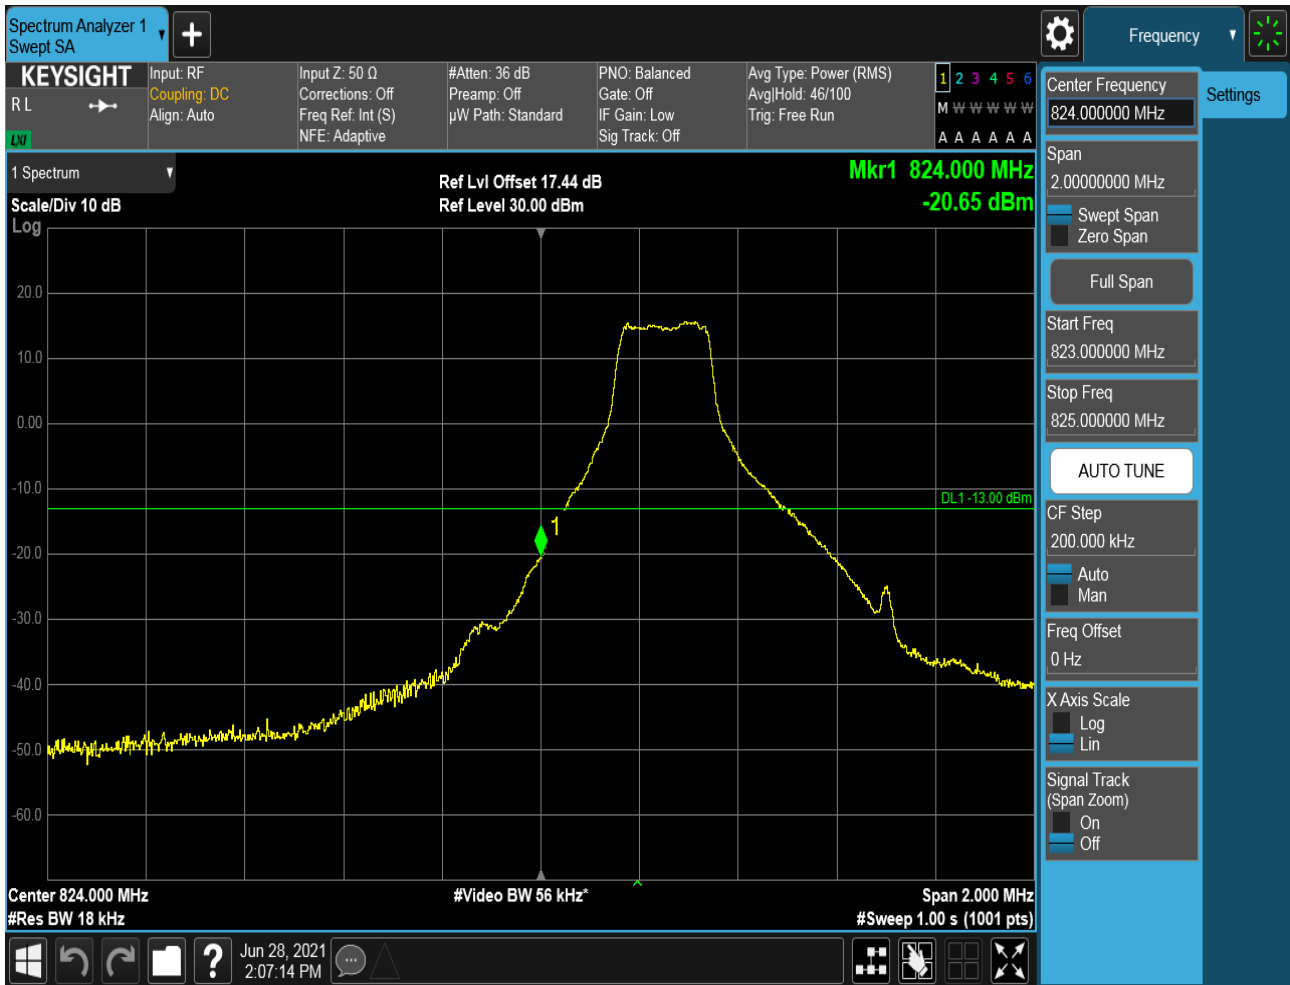 Spectrum Analyzer 1
Swept SA
Frequency
KEYSIGHT
R L
LXI
Input: RF
Coupling: DC
Align: Auto
Input Z: 50 Ω
Corrections: Off
Freq Ref: Int (S)
NFE: Adaptive
#Atten: 36 dB
Preamp: Off
µW Path: Standard
PNO: Balanced
Gate: Off
IF Gain: Low
Sig Track: Off
Avg Type: Power (RMS)
Avg|Hold: 46/100
Trig: Free Run
1 2 3 4 5 6
M W W W W W
A A A A A A
1 Spectrum
Scale/Div 10 dB
Log
Ref Lvl Offset 17.44 dB
Ref Level 30.00 dBm
Mkr1 824.000 MHz
-20.65 dBm
20.0
10.0
0.00
-10.0
-20.0
-30.0
-40.0
-50.0
-60.0
DL1 -13.00 dBm
1
Center 824.000 MHz
#Res BW 18 kHz
#Video BW 56 kHz*
Span 2.000 MHz
#Sweep 1.00 s (1001 pts)
Center Frequency
824.000000 MHz
Settings
Span
2.00000000 MHz
Swept Span
Zero Span
Full Span
Start Freq
823.000000 MHz
Stop Freq
825.000000 MHz
AUTO TUNE
CF Step
200.000 kHz
Auto
Man
Freq Offset
0 Hz
X Axis Scale
Log
Lin
Signal Track
(Span Zoom)
On
Off
?
Jun 28, 2021
2:07:14 PM